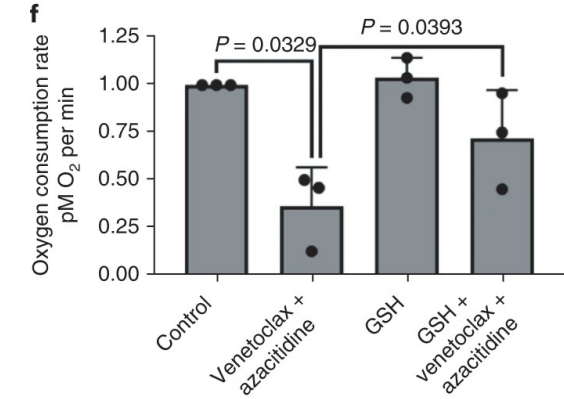 f
P = 0.0393
P = 0.0329
Oxygen consumption rate
pM O₂ per min
1.25
1.00
0.75
0.50
0.25
0.00
Control
Venetoclax +
azacitidine
GSH
GSH +
venetoclax +
azacitidine